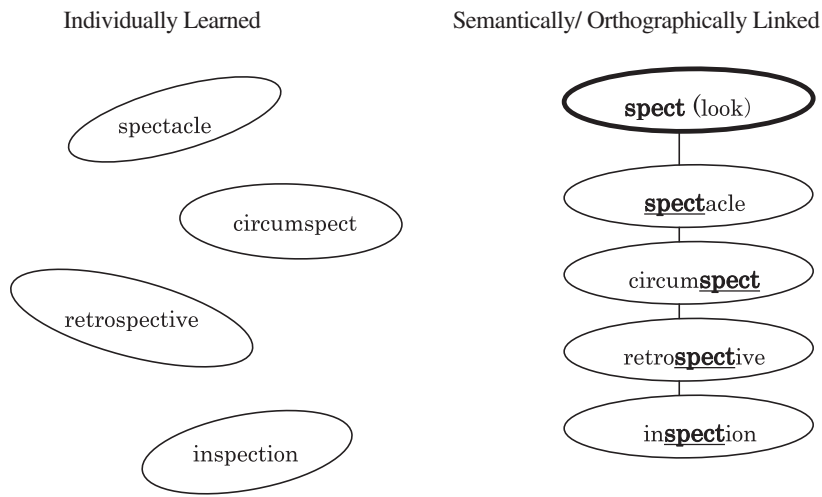 Individually Learned
spectacle
circumspect
retrospective
inspection
Semantically/ Orthographically Linked
spect (look)
spectacle
circumspect
retrospective
inspection